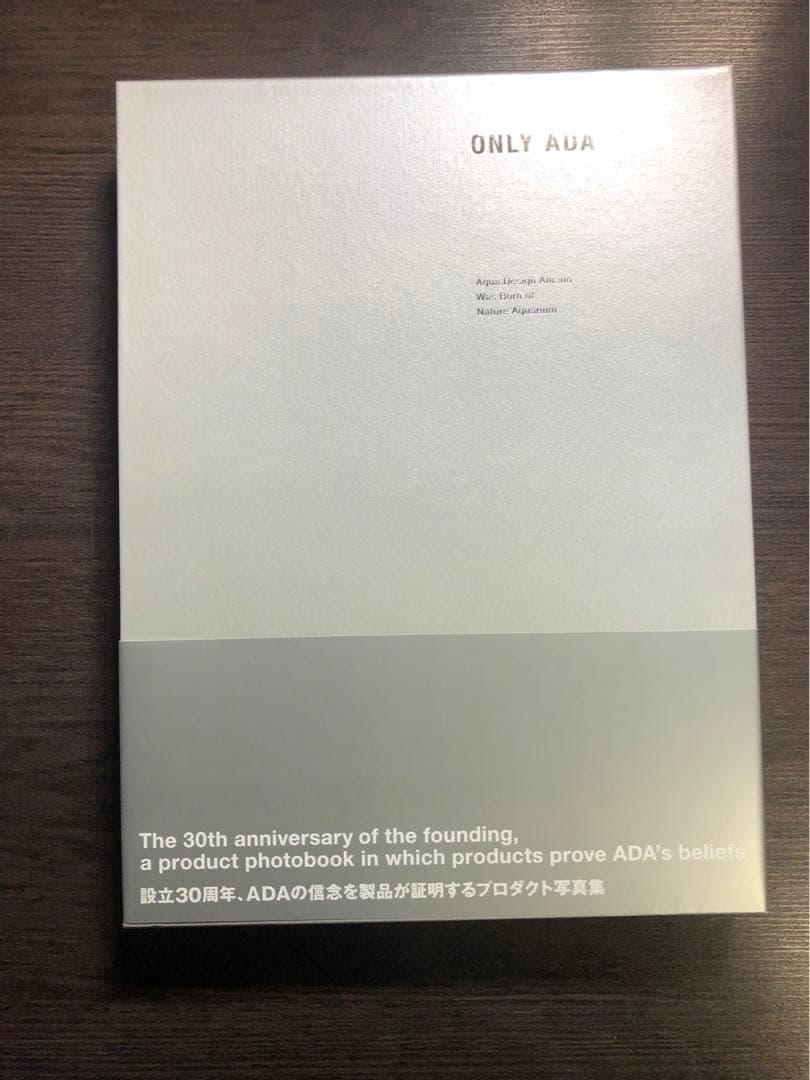 ONLY ADA
Aqua Design Amano
Was Born of
Nature Aquarium
The 30th anniversary of the founding,
a product photobook in which products prove ADA's beliefs
設立30周年、ADAの信念を製品が証明するプロダクト写真集